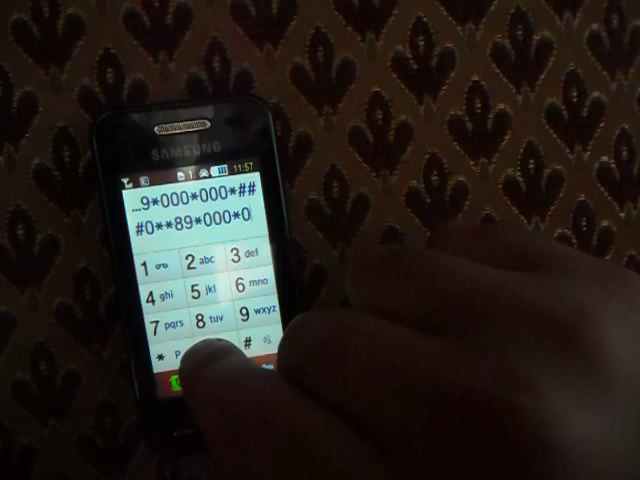 SAMSUNG
1 11:57
...9*000*000*##
#0**89*000*0
1 2 abc 3 def
4 ghi 5 jkl 6 mno
7 pqrs 8 tuv 9 wxyz
* P #